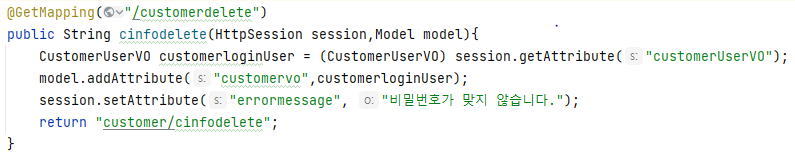 @GetMapping("/customerdelete")
public String cinfodelete(HttpSession session,Model model){
CustomerUserVO customerloginUser = (CustomerUserVO) session.getAttribute( s: "customerUserVO");
model.addAttribute( s: "customervo",customerloginUser);
session.setAttribute( s: "errormessage", o: "비밀번호가 맞지 않습니다.");
return "customer/cinfodelete";
}